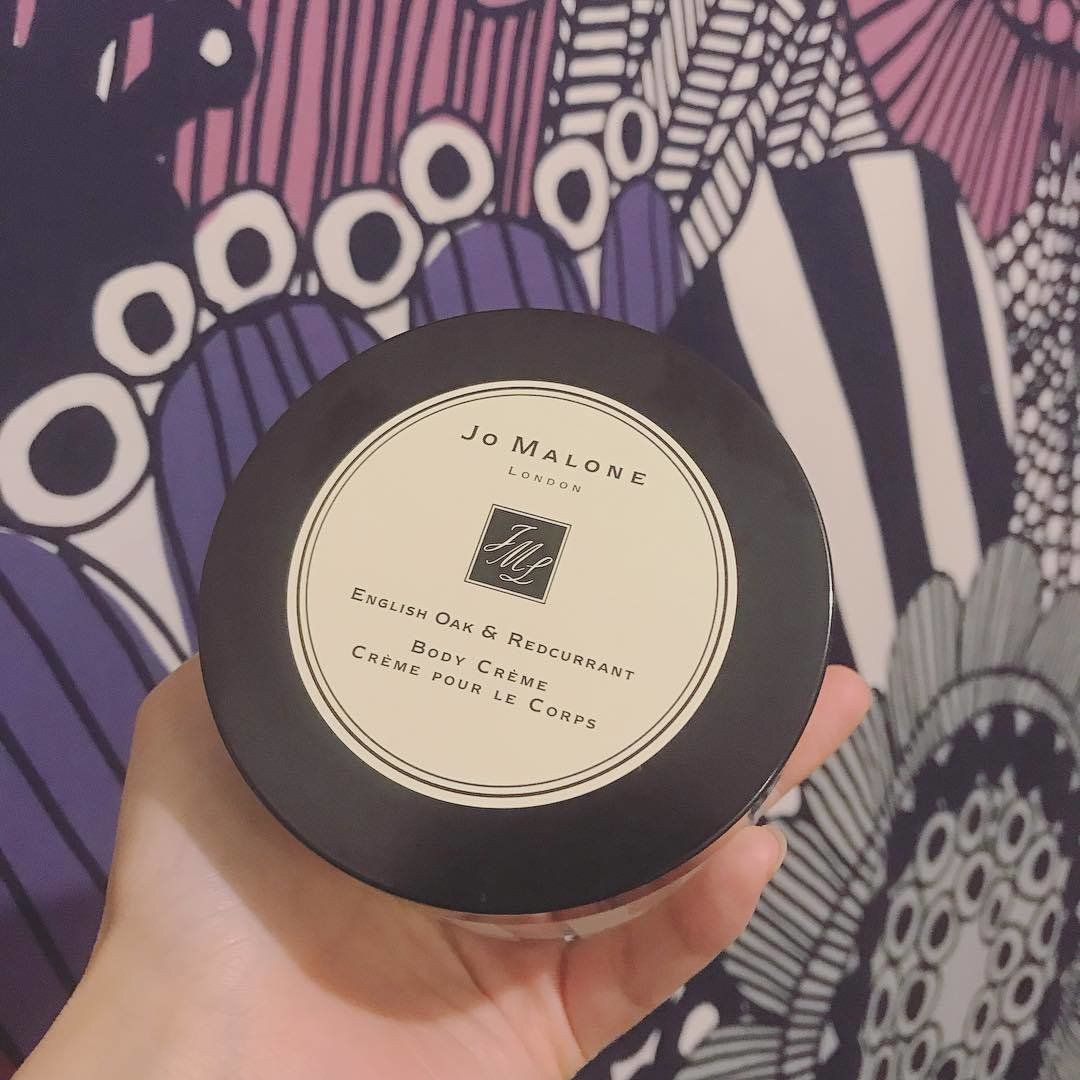 Jo Malone
London
JML
English Oak & Redcurrant
Body Crème
Crème pour le Corps